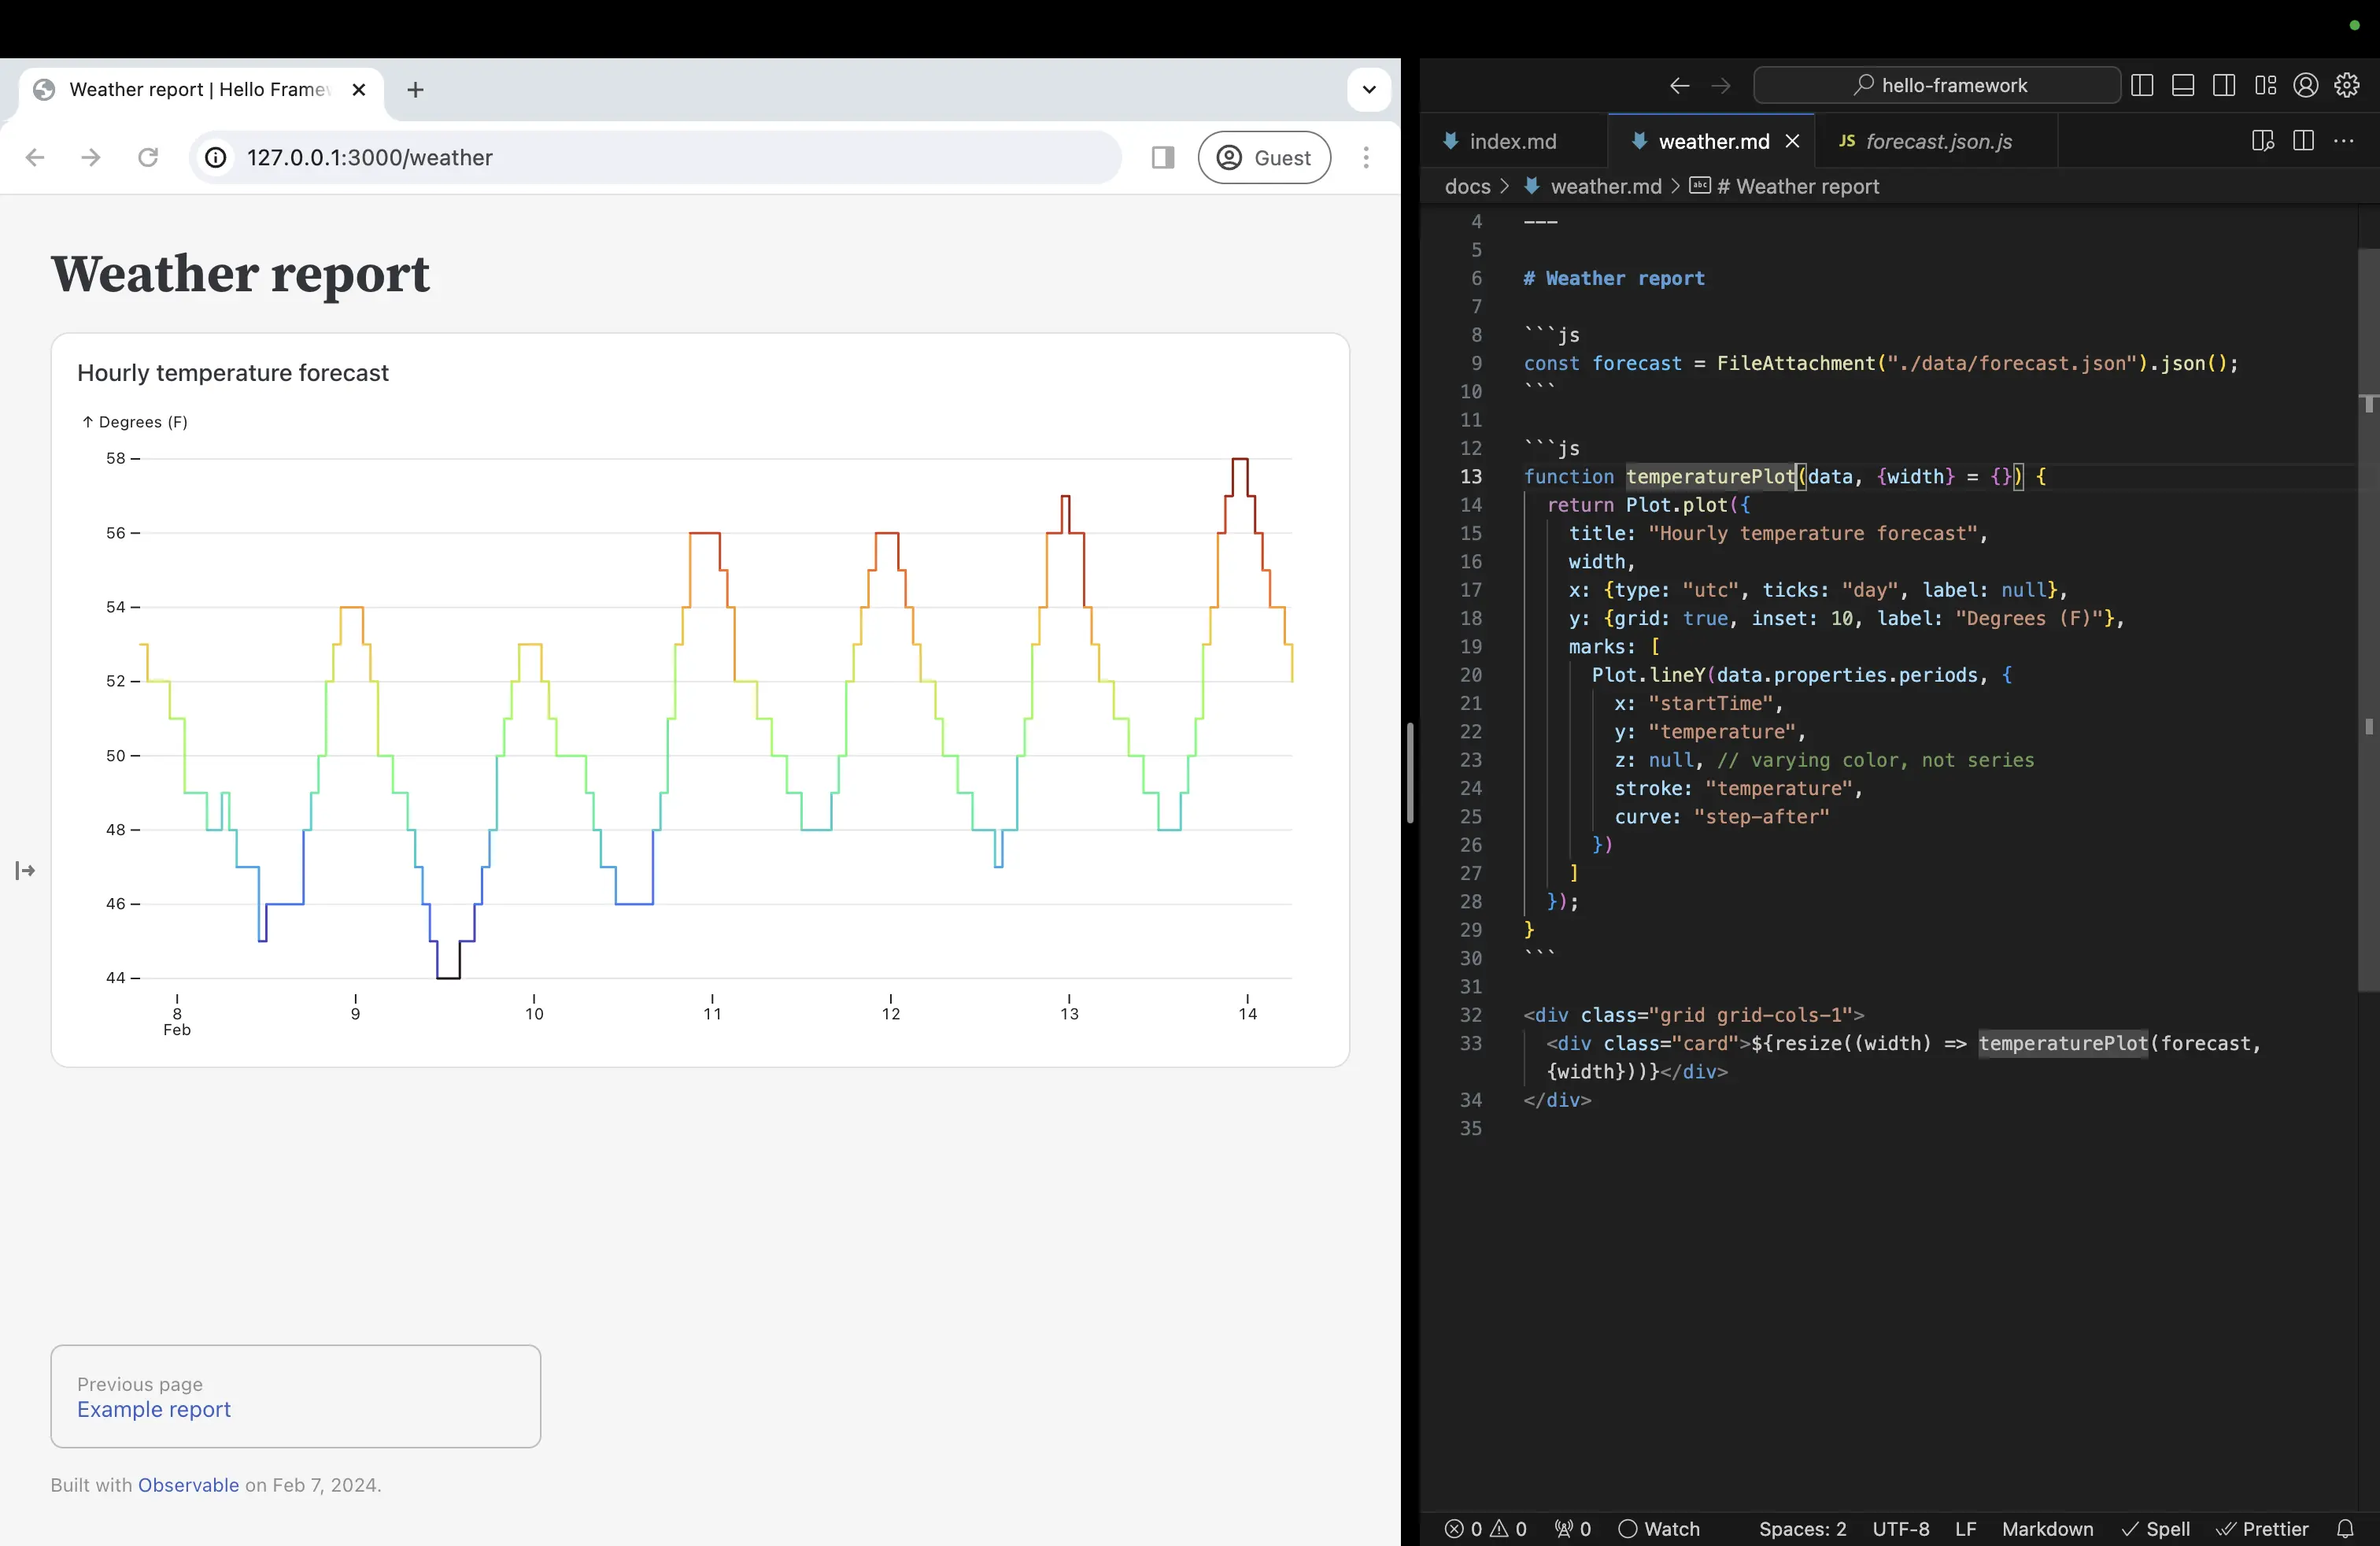 Weather report | Hello Frame
127.0.0.1:3000/weather
Guest
Weather report
Hourly temperature forecast
↑ Degrees (F)
58
56
54
52
50
48
46
44
8 9 10 11 12 13 14
Feb
Previous page
Example report
Built with Observable on Feb 7, 2024.
hello-framework
index.md
weather.md
JS forecast.json.js
docs > weather.md > abc # Weather report
4 ---
5
6 # Weather report
7
8 ```js
9 const forecast = FileAttachment("./data/forecast.json").json();
10 ```
11
12 ```js
13 function temperaturePlot(data, {width} = {}) {
14 return Plot.plot({
15 title: "Hourly temperature forecast",
16 width,
17 x: {type: "utc", ticks: "day", label: null},
18 y: {grid: true, inset: 10, label: "Degrees (F)"},
19 marks: [
20 Plot.lineY(data.properties.periods, {
21 x: "startTime",
22 y: "temperature",
23 z: null, // varying color, not series
24 stroke: "temperature",
25 curve: "step-after"
26 })
27 ]
28 });
29 }
30 ```
31
32 <div class="grid grid-cols-1">
33 <div class="card">${resize((width) => temperaturePlot(forecast,
{width}))}</div>
34 </div>
35
0 0 0 Watch Spaces: 2 UTF-8 LF Markdown Spell Prettier